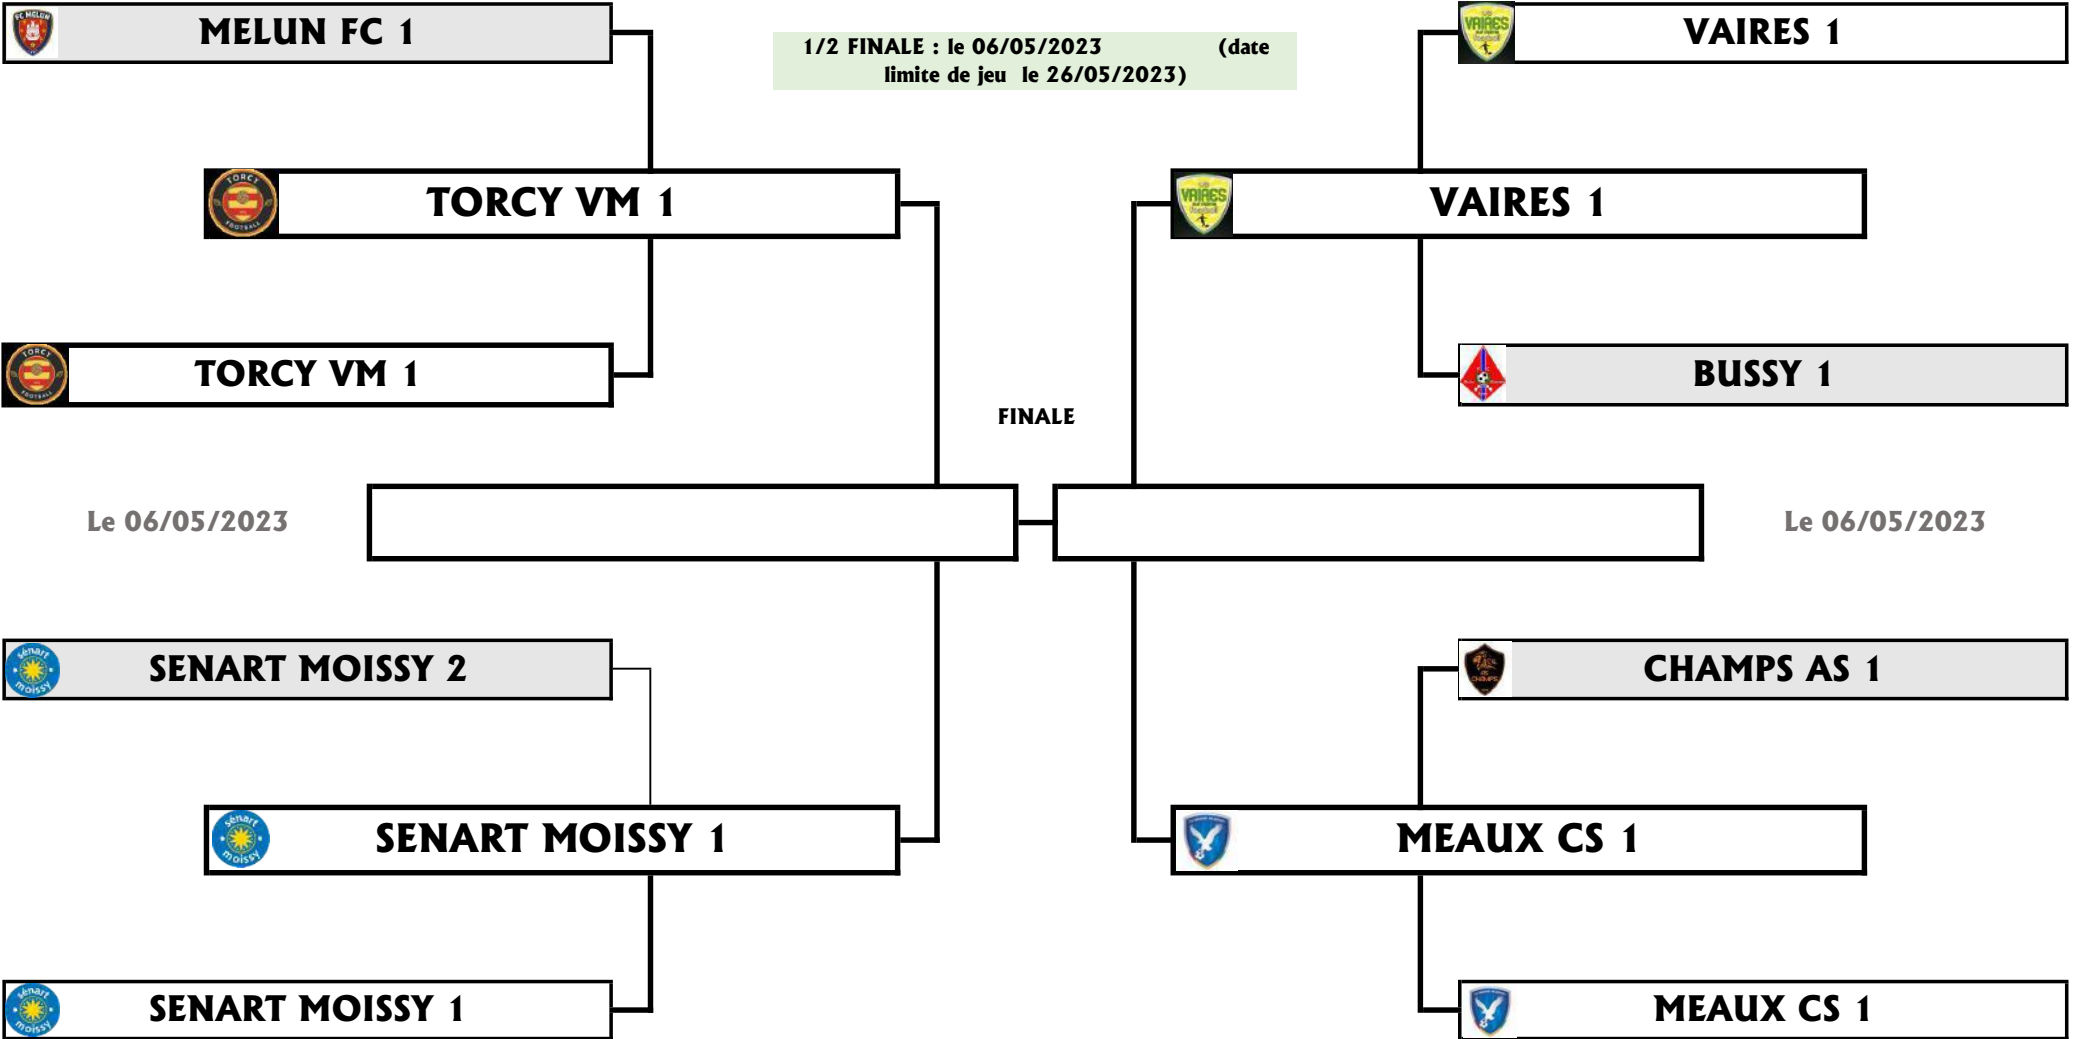 MELUN FC 1
1/2 FINALE : le 06/05/2023 (date
limite de jeu le 26/05/2023)
VAIRES 1
TORCY VM 1
VAIRES 1
TORCY VM 1
BUSSY 1
FINALE
Le 06/05/2023
Le 06/05/2023
SENART MOISSY 2
CHAMPS AS 1
SENART MOISSY 1
MEAUX CS 1
SENART MOISSY 1
MEAUX CS 1